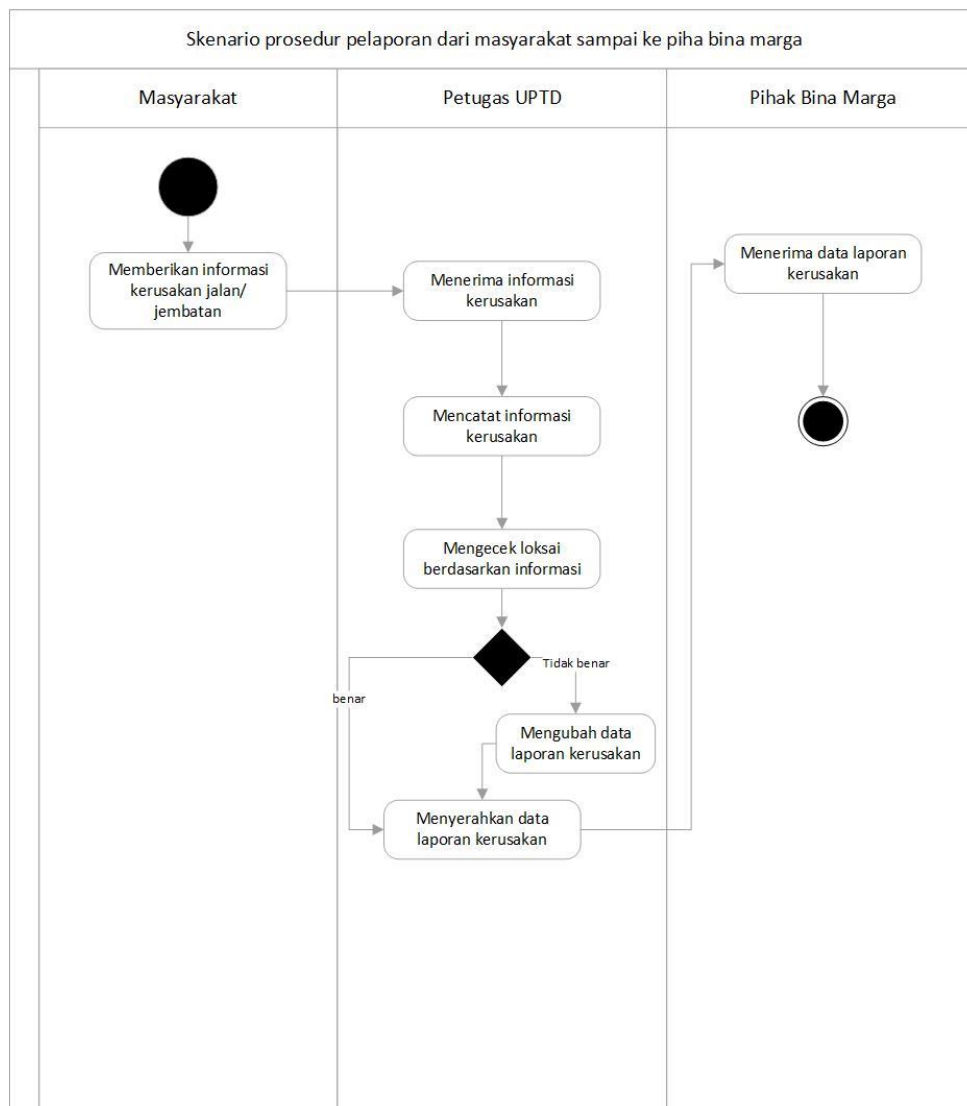 Skenario prosedur pelaporan dari masyarakat sampai ke piha bina marga
Masyarakat
Petugas UPTD
Pihak Bina Marga
Memberikan informasi
kerusakan jalan/
jembatan
Menerima informasi
kerusakan
Menerima data laporan
kerusakan
Mencatat informasi
kerusakan
Mengecek loksai
berdasarkan informasi
Tidak benar
benar
Mengubah data
laporan kerusakan
Menyerahkan data
laporan kerusakan